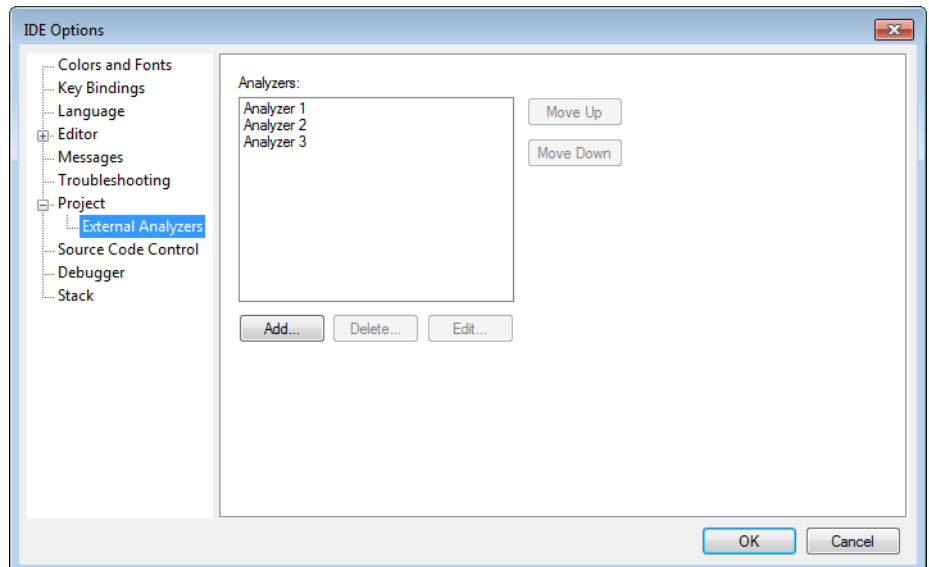 IDE Options
Colors and Fonts
Key Bindings
Language
Editor
Messages
Troubleshooting
Project
External Analyzers
Source Code Control
Debugger
Stack
Analyzers:
Analyzer 1
Analyzer 2
Analyzer 3
Move Up
Move Down
Add...
Delete...
Edit...
OK
Cancel